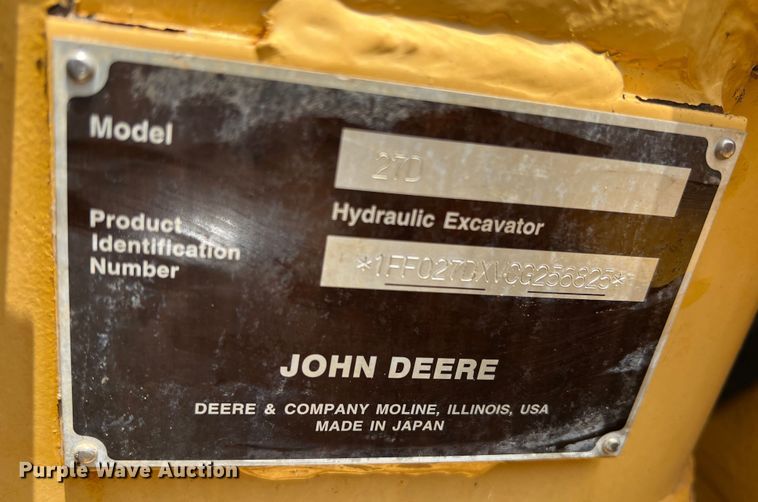 Model
27D
Hydraulic Excavator
Product
Identification
Number
*1FF027DXVCG256825*
JOHN DEERE
DEERE & COMPANY MOLINE, ILLINOIS, USA
MADE IN JAPAN
Purple Wave Auction